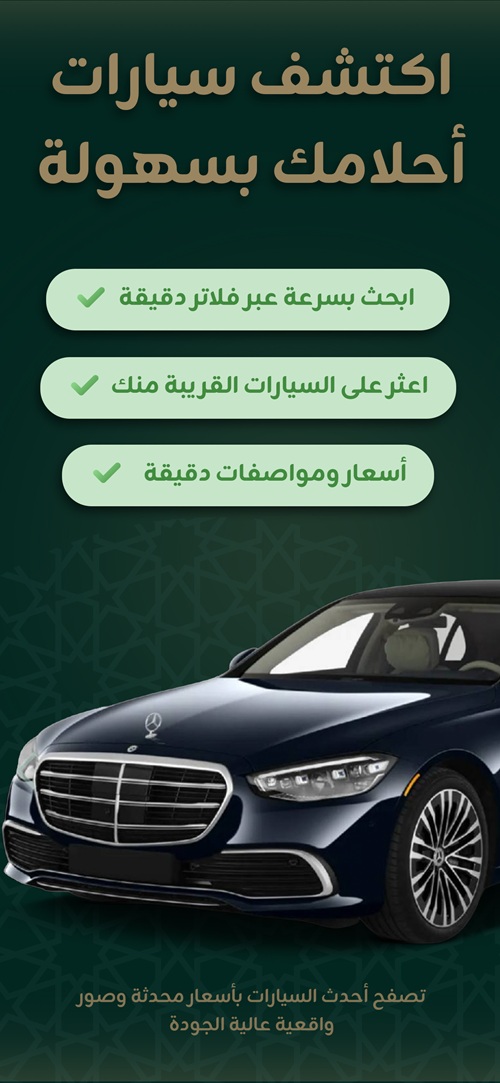 اكتشف سيارات
أحلامك بسهولة
ابحث بسرعة عبر فلاتر دقيقة
اعثر على السيارات القريبة منك
أسعار ومواصفات دقيقة
تصفح أحدث السيارات بأسعار محدثة وصور
واقعية عالية الجودة